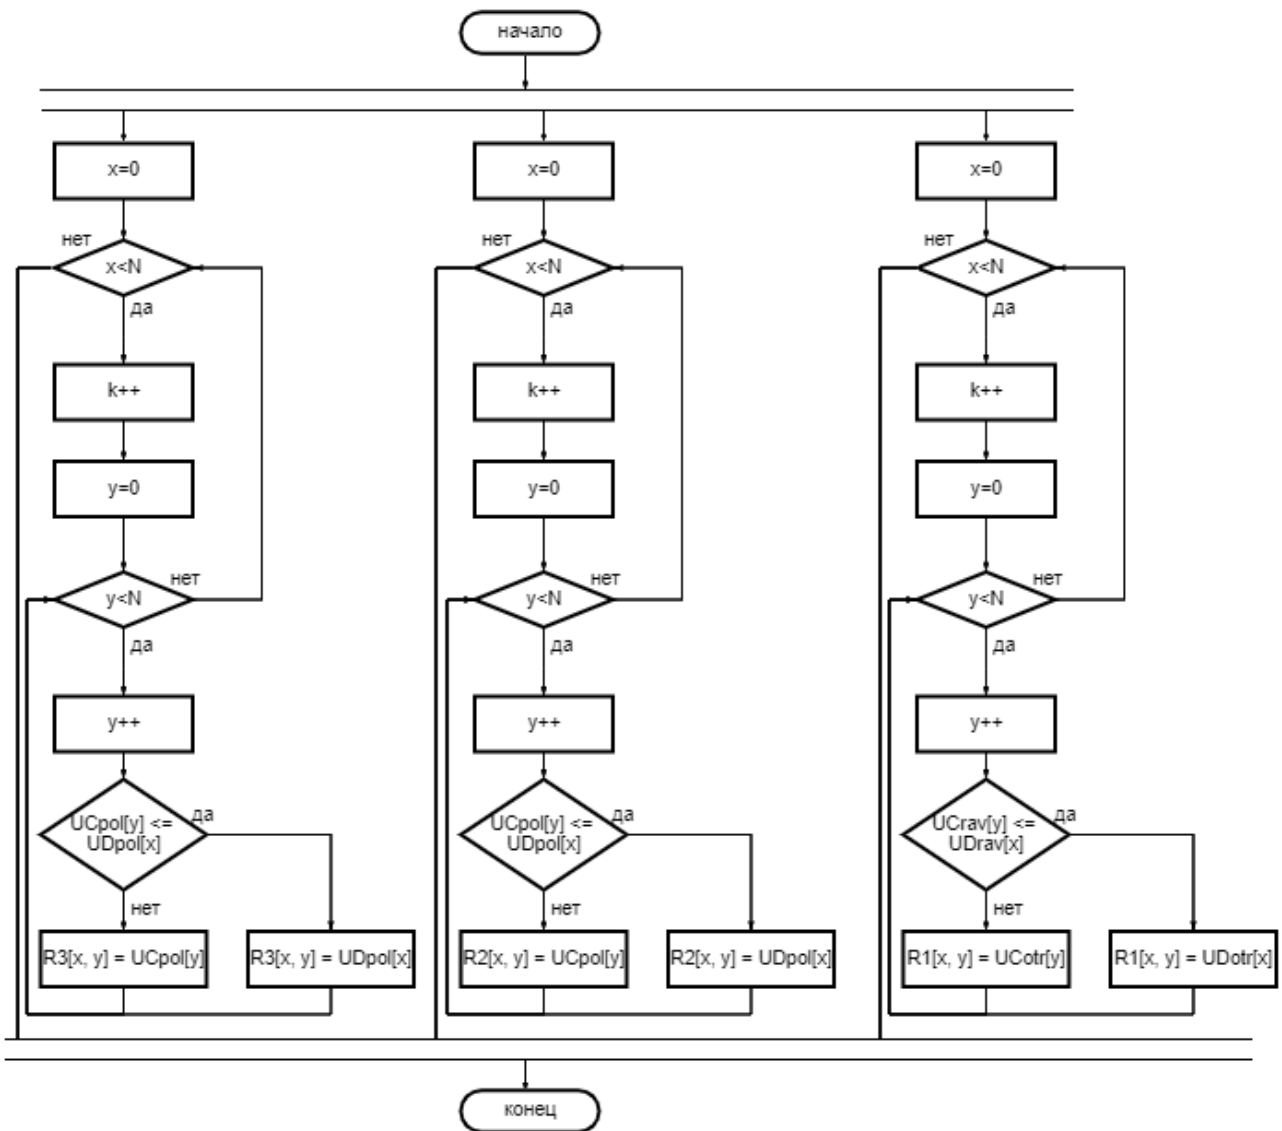 начало
x=0
нет
x<N
да
k++
y=0
y<N
нет
да
y++
UCpol[y] <=
UDpol[x]
да
нет
R3[x, y] = UCpol[y]
R3[x, y] = UDpol[x]
x=0
нет
x<N
да
k++
y=0
y<N
нет
да
y++
UCpol[y] <=
UDpol[x]
да
нет
R2[x, y] = UCpol[y]
R2[x, y] = UDpol[x]
x=0
нет
x<N
да
k++
y=0
y<N
нет
да
y++
UCrav[y] <=
UDrav[x]
да
нет
R1[x, y] = UCotr[y]
R1[x, y] = UDotr[x]
конец